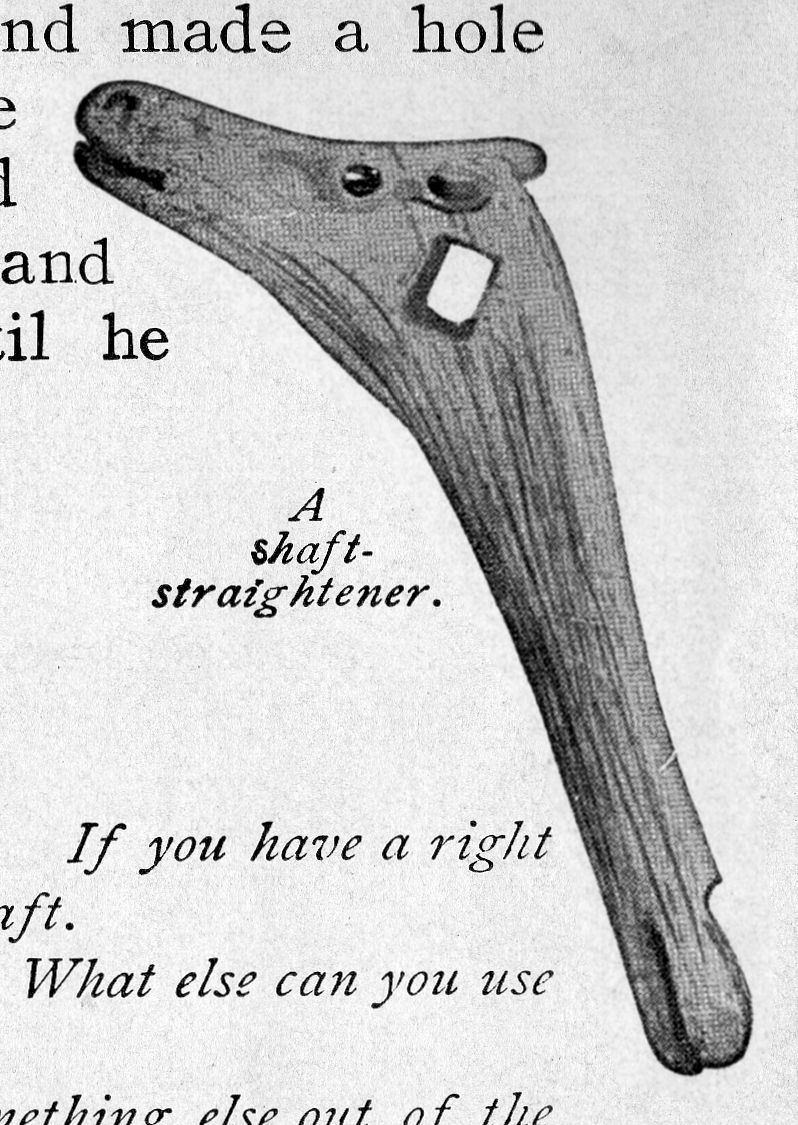 nd made a hole
e
d
and
til he
A
shaft-
straightener.
If you have a right
aft.
What else can you use
mething else out of the